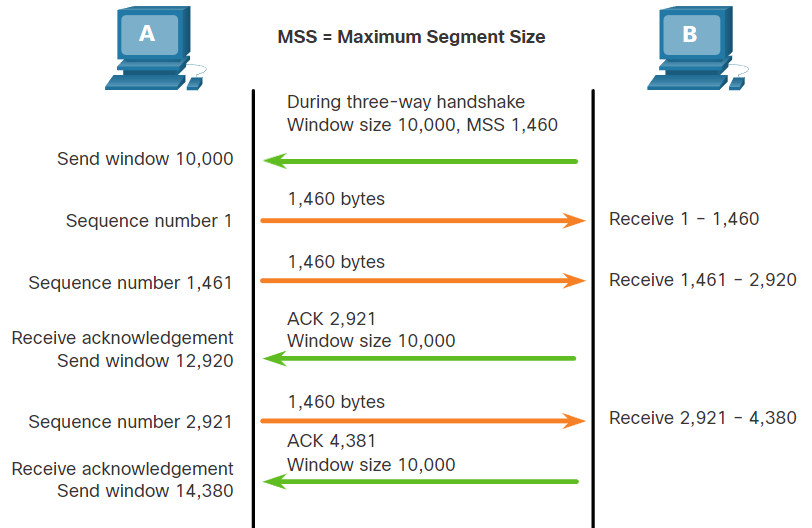 A
MSS = Maximum Segment Size
B
During three-way handshake
Window size 10,000, MSS 1,460
Send window 10,000
1,460 bytes
Sequence number 1
Receive 1 – 1,460
1,460 bytes
Sequence number 1,461
Receive 1,461 – 2,920
ACK 2,921
Window size 10,000
Receive acknowledgement
Send window 12,920
1,460 bytes
Sequence number 2,921
Receive 2,921 – 4,380
ACK 4,381
Window size 10,000
Receive acknowledgement
Send window 14,380